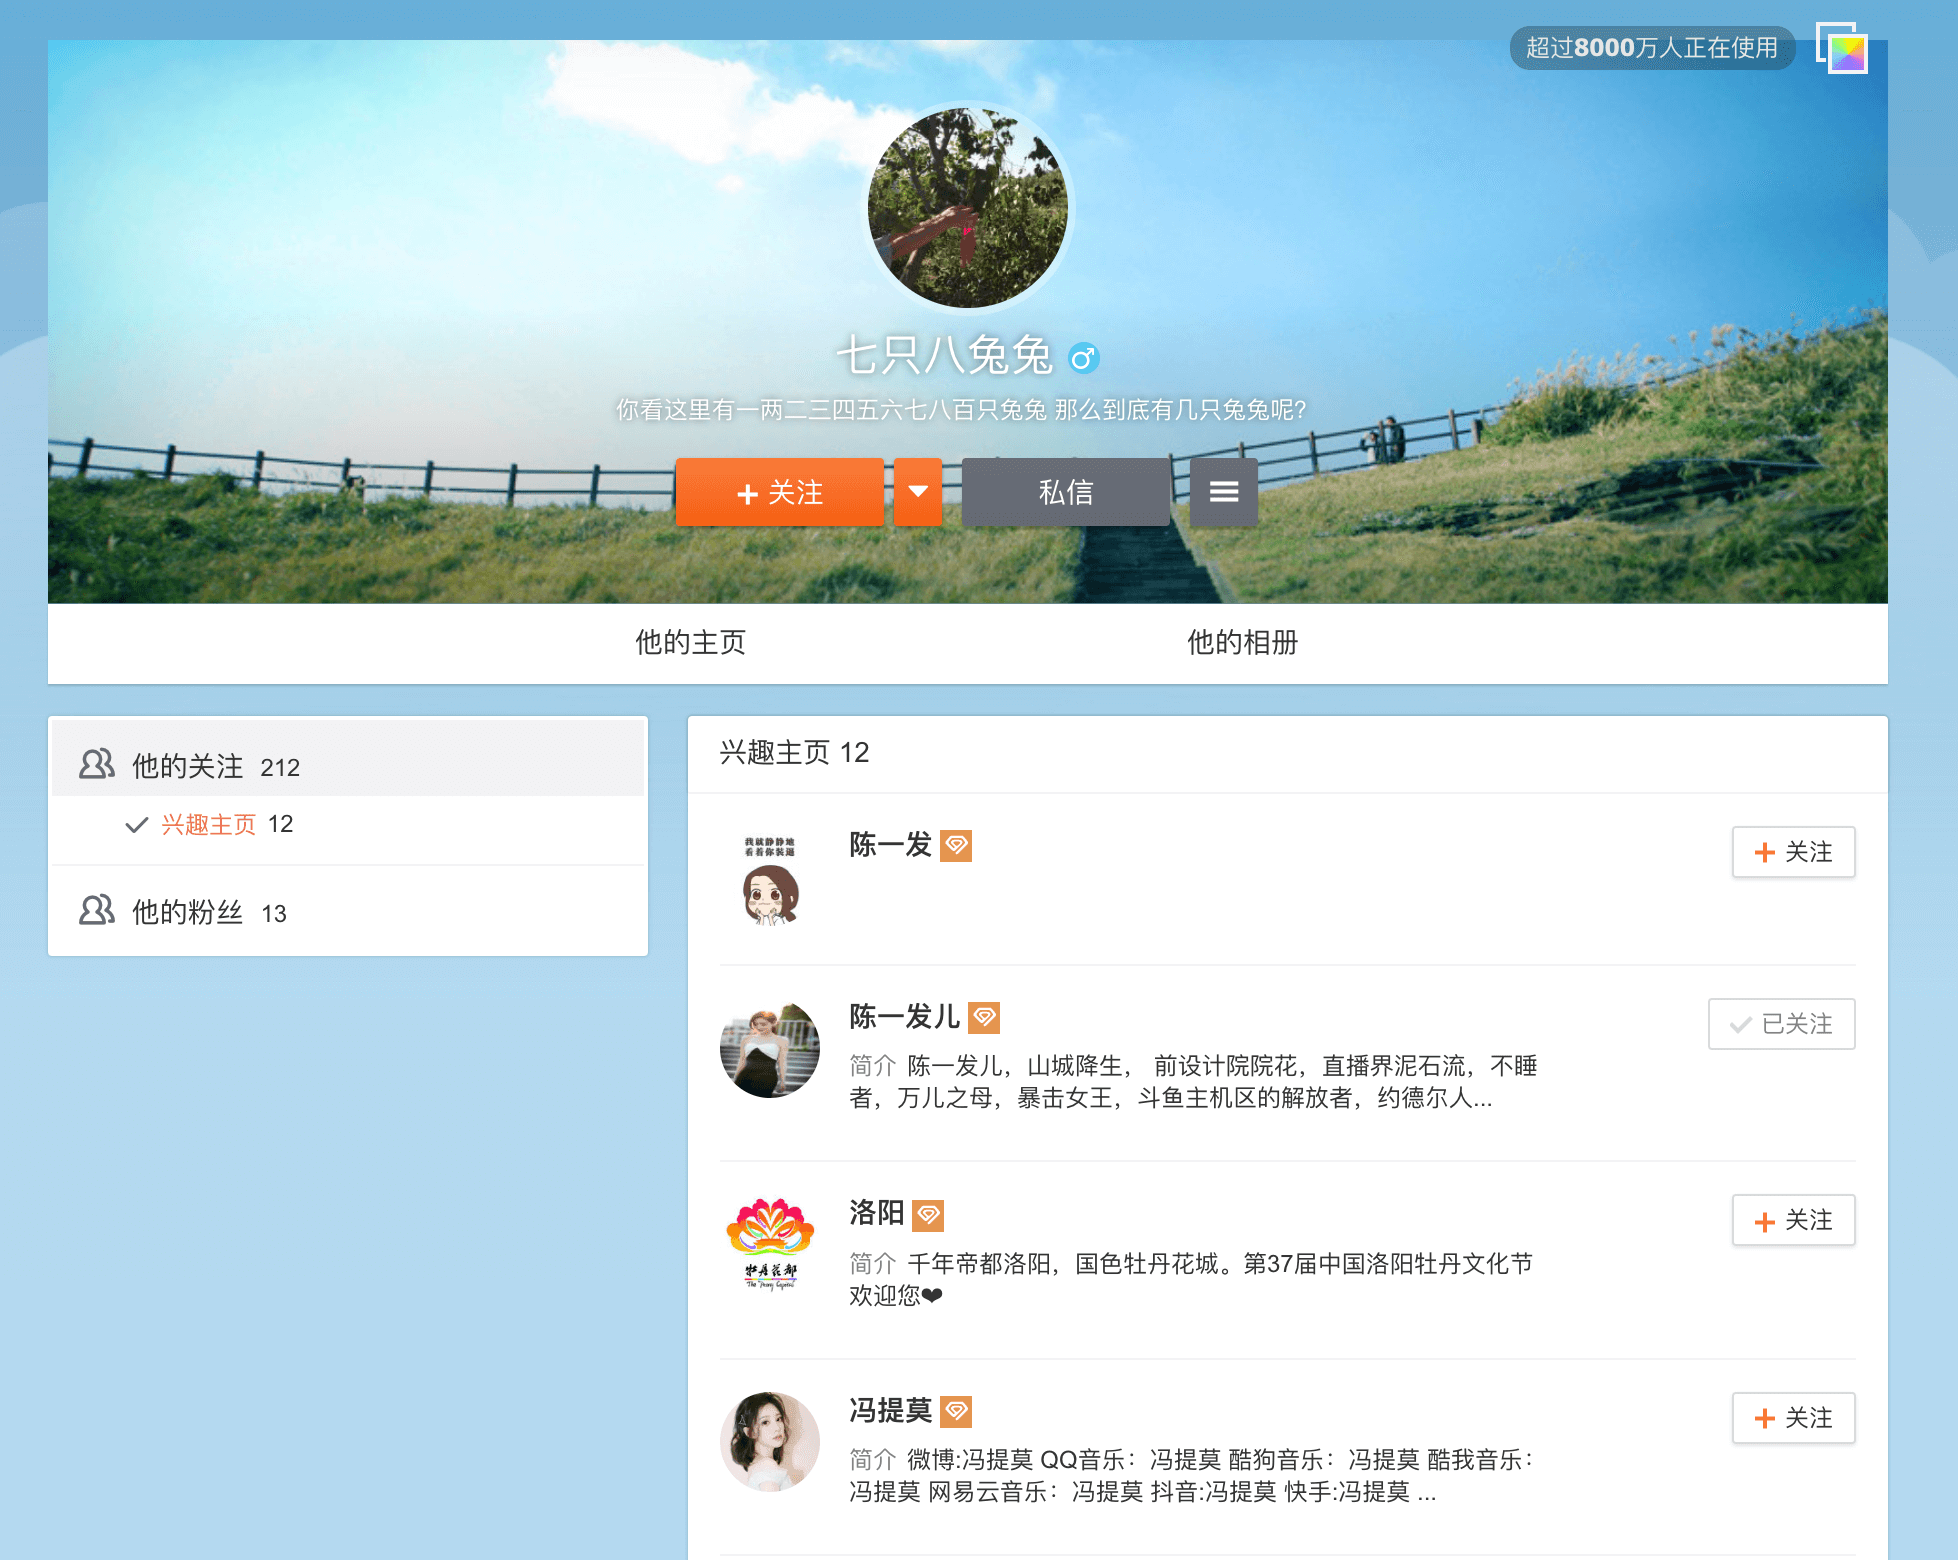 超过8000万人正在使用
七只八兔兔
你看这里有一两二三四五六七八百只兔兔 那么到底有几只兔兔呢?
+ 关注
私信
他的主页
他的相册
他的关注 212
兴趣主页 12
他的粉丝 13
兴趣主页 12
我就静静地
看着你装逼
陈一发
+ 关注
陈一发儿
已关注
简介 陈一发儿，山城降生， 前设计院院花，直播界泥石流，不睡
者，万儿之母，暴击女王，斗鱼主机区的解放者，约德尔人...
牡丹花都
洛阳
+ 关注
简介 千年帝都洛阳，国色牡丹花城。第37届中国洛阳牡丹文化节
欢迎您❤
冯提莫
+ 关注
简介 微博:冯提莫 QQ音乐：冯提莫 酷狗音乐：冯提莫 酷我音乐：
冯提莫 网易云音乐：冯提莫 抖音:冯提莫 快手:冯提莫 ...